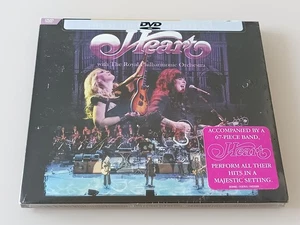 DVD
Heart
with The Royal Philharmonic Orchestra
ACCOMPANIED BY A
67-PIECE BAND,
Heart
PERFORM ALL THEIR
HITS IN A
MAJESTIC SETTING.